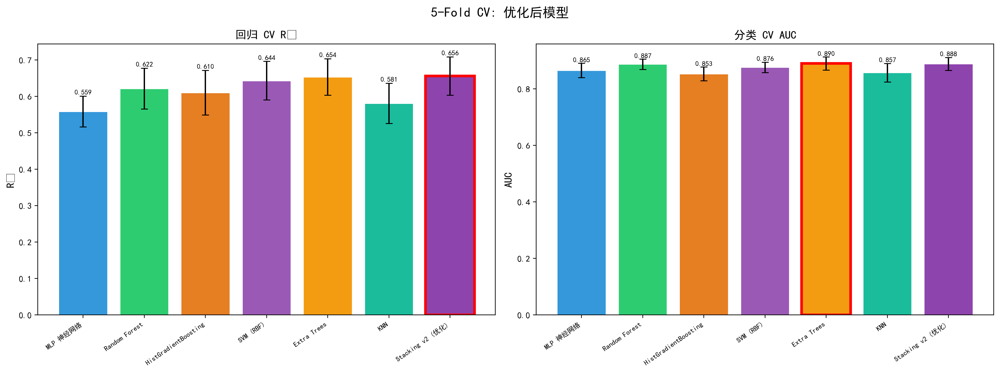 5-Fold CV: 优化后模型
回归 CV R□
R□
0.7
0.6
0.5
0.4
0.3
0.2
0.1
0.0
0.559
0.622
0.610
0.644
0.654
0.581
0.656
MLP 神经网络
Random Forest
HistGradientBoosting
SVM (RBF)
Extra Trees
KNN
Stacking v2 (优化)
分类 CV AUC
AUC
0.8
0.6
0.4
0.2
0.0
0.865
0.887
0.853
0.876
0.890
0.857
0.888
MLP 神经网络
Random Forest
HistGradientBoosting
SVM (RBF)
Extra Trees
KNN
Stacking v2 (优化)